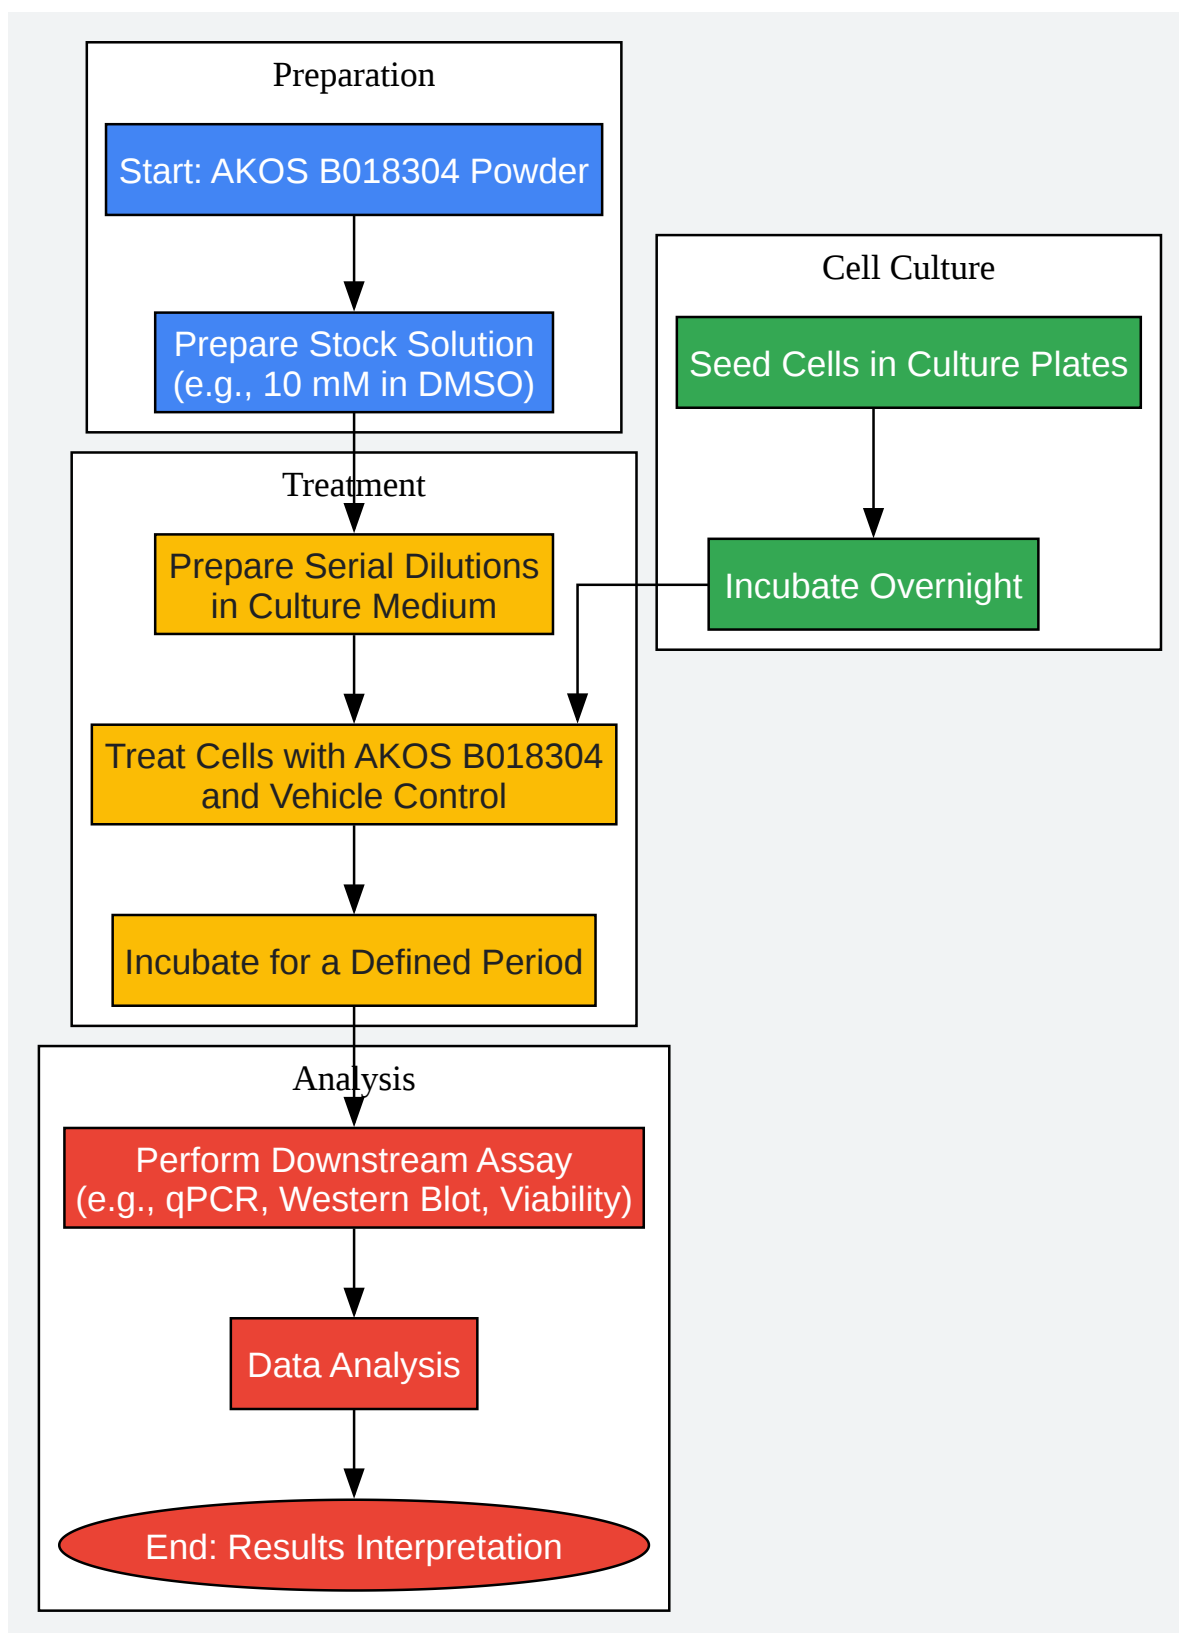 Preparation
Start: AKOS B018304 Powder
Prepare Stock Solution
(e.g., 10 mM in DMSO)
Cell Culture
Seed Cells in Culture Plates
Incubate Overnight
Treatment
Prepare Serial Dilutions
in Culture Medium
Treat Cells with AKOS B018304
and Vehicle Control
Incubate for a Defined Period
Analysis
Perform Downstream Assay
(e.g., qPCR, Western Blot, Viability)
Data Analysis
End: Results Interpretation